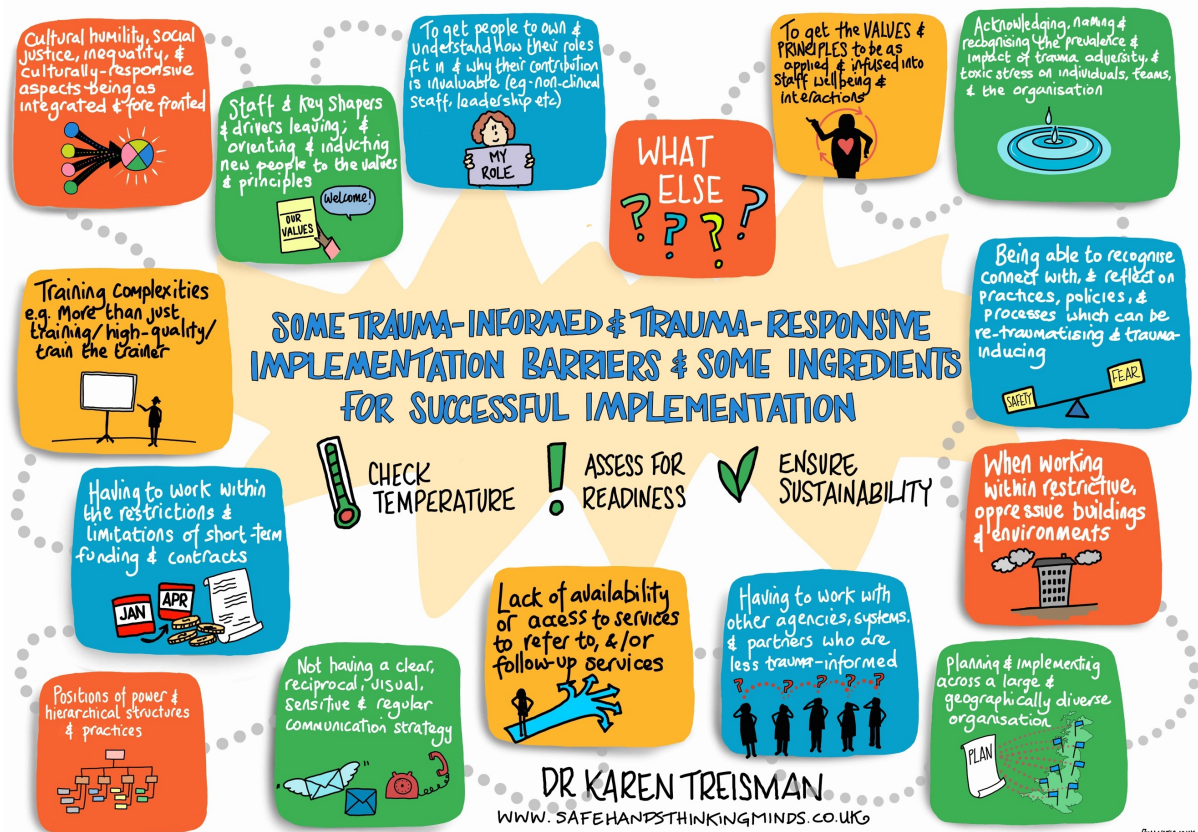 Cultural humility, social
justice, inequality, &
culturally-responsive
aspects being as
integrated & fore fronted
Staff & Key Shapers
& drivers leaving; &
orienting & inducting
new people to the values
& principles
OUR
VALUES
Welcome!
To get people to own &
understand how their roles
fit in & why their contribution
is invaluable (eg-non-clinical
staff, leadership etc)
MY
ROLE
WHAT
ELSE
? ? ? ?
To get the VALUES &
PRINCIPLES to be as
applied & infused into
Staff wellbeing &
interactions
Acknowledging, naming &
recognising the prevalence &
impact of trauma adversity, &
toxic stress on individuals, teams,
& the organisation
Training complexities
e.g. More than just
training/high-quality/
train the trainer
SOME TRAUMA-INFORMED & TRAUMA-RESPONSIVE
IMPLEMENTATION BARRIERS & SOME INGREDIENTS
FOR SUCCESSFUL IMPLEMENTATION
CHECK
TEMPERATURE
! ASSESS FOR
READINESS
ENSURE
SUSTAINABILITY
Being able to recognise
connect with, & reflect on
practices, policies, &
processes which can be
re-traumatising & trauma-
inducing
SAFETY
FEAR
Having to work within
the restrictions &
limitations of short-term
funding & contracts
JAN
APR
When working
within restrictive,
oppressive buildings
& environments
Positions of power &
hierarchical structures
& practices
Not having a clear,
reciprocal, visual,
sensitive & regular
communication strategy
Lack of availability
or access to services
to refer to, &/or
follow-up services
Having to work with
other agencies, systems.
& partners who are
less trauma-informed
? ? ? ? ?
Planning & implementing
across a large &
geographically diverse
organisation
PLAN
DR KAREN TREISMAN
WWW.SAFEHANDSTHINKINGMINDS.CO.UK